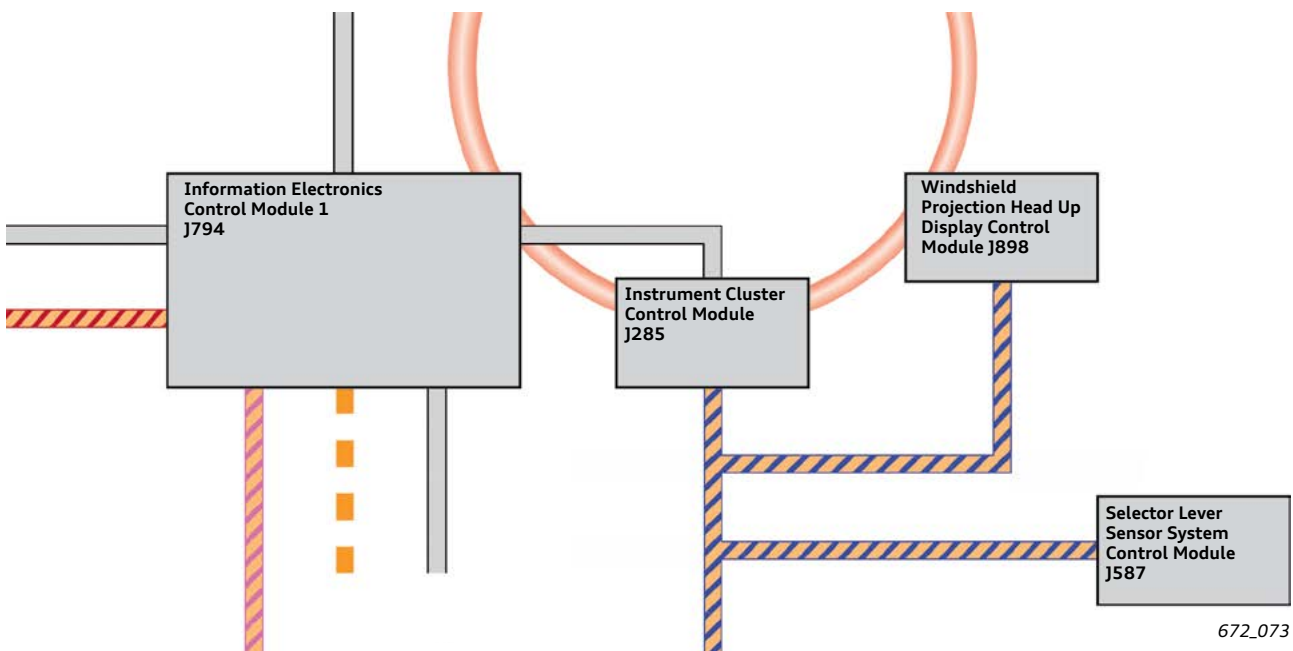 Information Electronics
Control Module 1
J794
Windshield
Projection Head Up
Display Control
Module J898
Instrument Cluster
Control Module
J285
Selector Lever
Sensor System
Control Module
J587
672_073